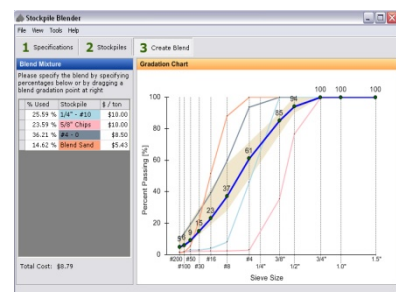 Stockpile Blender
File View Tools Help
1 Specifications 2 Stockpiles 3 Create Blend
Blend Mixture
Please specify the blend by specifying
percentages below or by dragging a
blend gradation point at right
% Used Stockpile $ / ton
25.59 % 1/4" - #10 $10.00
23.59 % 5/8" Chips $10.00
36.21 % #4 - 0 $8.50
14.62 % Blend Sand $5.43
Total Cost: $8.79
Gradation Chart
Percent Passing [%]
100
80
60
40
20
0
5 6 9 15 23 37 61 85 94 100 100 100
#200 #50 #16 #4 3/8" 3/4" 1.5"
#100 #30 #8 1/4" 1/2" 1.0"
Sieve Size